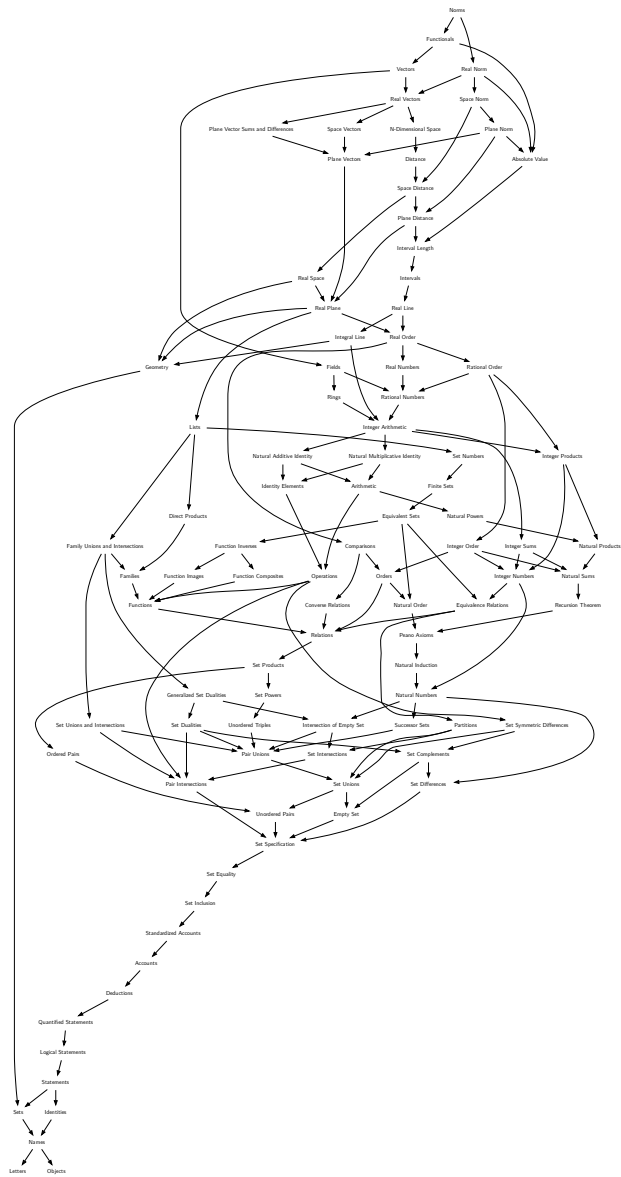 Norms
Functionals
Vectors Real Norm
Real Vectors Space Norm
Plane Vector Sums and Differences Space Vectors N-Dimensional Space Plane Norm
Plane Vectors Distance Absolute Value
Space Distance
Plane Distance
Interval Length
Real Space Intervals
Real Plane Real Line
Integral Line Real Order
Geometry Fields Real Numbers Rational Order
Rings Rational Numbers
Lists Integer Arithmetic
Natural Additive Identity Natural Multiplicative Identity Set Numbers Integer Products
Identity Elements Arithmetic Finite Sets
Direct Products Equivalent Sets Natural Powers
Family Unions and Intersections Function Inverses Comparisons Integer Order Integer Sums Natural Products
Families Function Images Function Composites Operations Orders Integer Numbers Natural Sums
Functions Converse Relations Natural Order Equivalence Relations Recursion Theorem
Relations Peano Axioms
Set Products Natural Induction
Generalized Set Dualities Set Powers Natural Numbers
Set Unions and Intersections Set Dualities Unordered Triples Intersection of Empty Set Successor Sets Partitions Set Symmetric Differences
Ordered Pairs Pair Unions Set Intersections Set Complements
Pair Intersections Set Unions Set Differences
Unordered Pairs Empty Set
Set Specification
Set Equality
Set Inclusion
Standardized Accounts
Accounts
Deductions
Quantified Statements
Logical Statements
Statements
Sets Identities
Names
Letters Objects